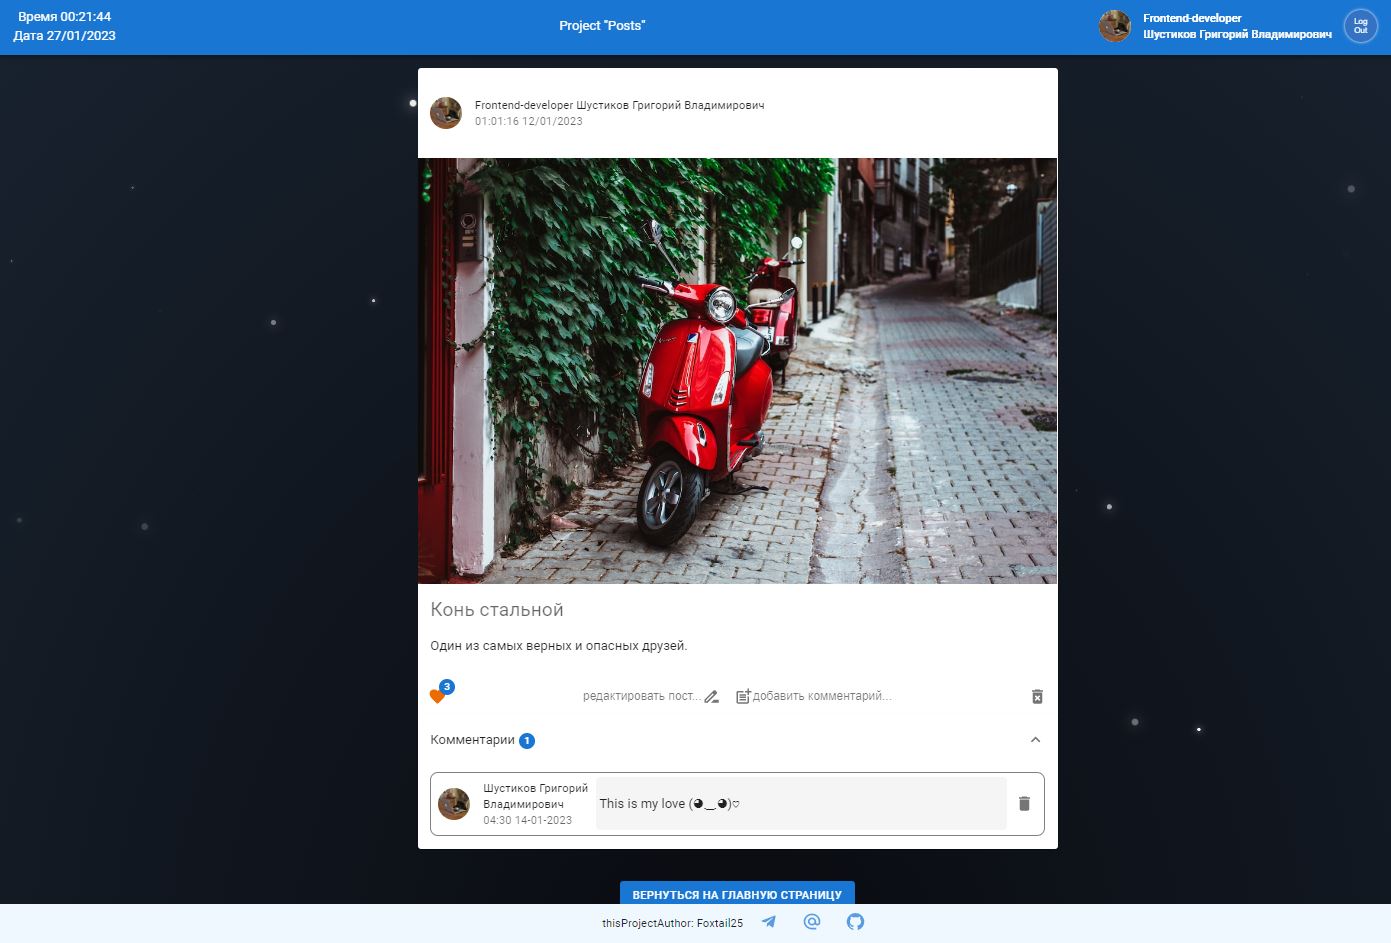 Время 00:21:44
Дата 27/01/2023
Project "Posts"
Frontend-developer
Шустиков Григорий Владимирович
Log
Out
Frontend-developer Шустиков Григорий Владимирович
01:01:16 12/01/2023
Конь стальной
Один из самых верных и опасных друзей.
3
редактировать пост...
добавить комментарий...
Комментарии 1
Шустиков Григорий
Владимирович
04:30 14-01-2023
This is my love (◕‿◕)♡
ВЕРНУТЬСЯ НА ГЛАВНУЮ СТРАНИЦУ
thisProjectAuthor: Foxtail25